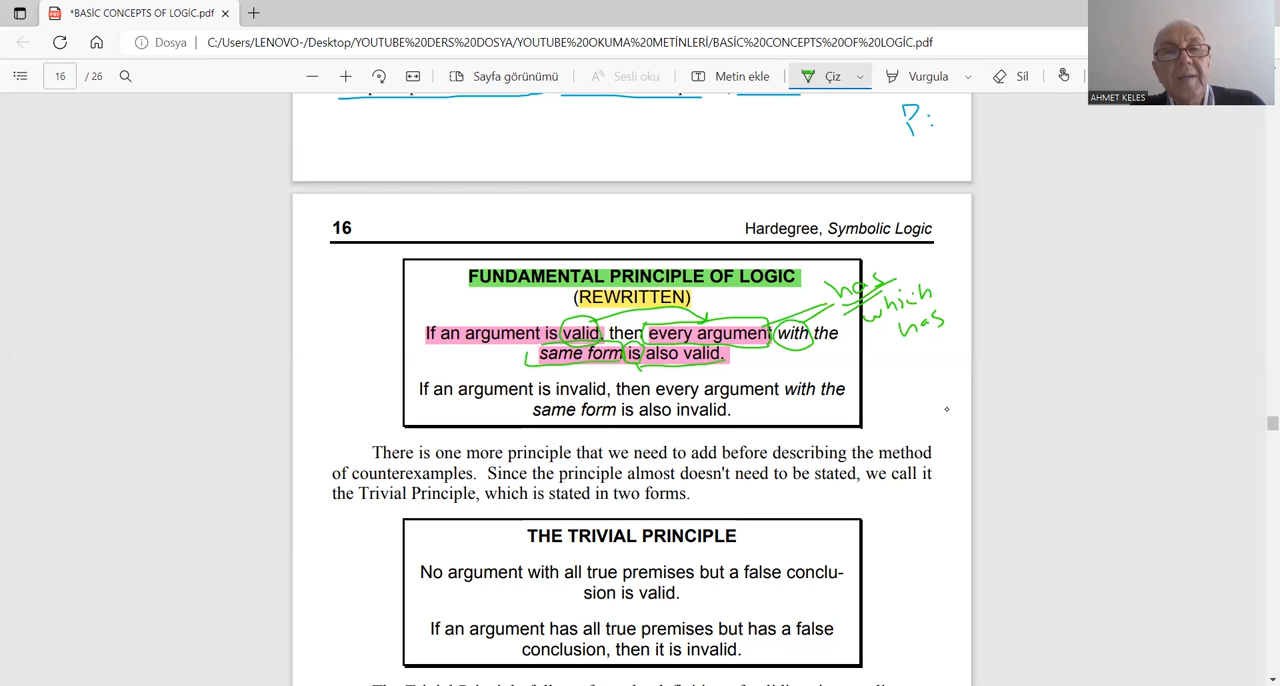 *BASIC CONCEPTS OF LOGİC.pdf
Dosya
C:/Users/LENOVO-/Desktop/YOUTUBE%20DERS%20DOSYA/YOUTUBE%20OKUMA%20METİNLERİ/BASİC%20CONCEPTS%20OF%20LOGİC.pdf
16 / 26
Sayfa görünümü
Sesli oku
Metin ekle
Çiz
Vurgula
Sil
AHMET KELES
P:
16
Hardegree, Symbolic Logic
FUNDAMENTAL PRINCIPLE OF LOGIC
(REWRITTEN)
If an argument is valid, then every argument with the
same form is also valid.
has
which
has
If an argument is invalid, then every argument with the
same form is also invalid.
There is one more principle that we need to add before describing the method
of counterexamples. Since the principle almost doesn't need to be stated, we call it
the Trivial Principle, which is stated in two forms.
THE TRIVIAL PRINCIPLE
No argument with all true premises but a false conclu-
sion is valid.
If an argument has all true premises but has a false
conclusion, then it is invalid.